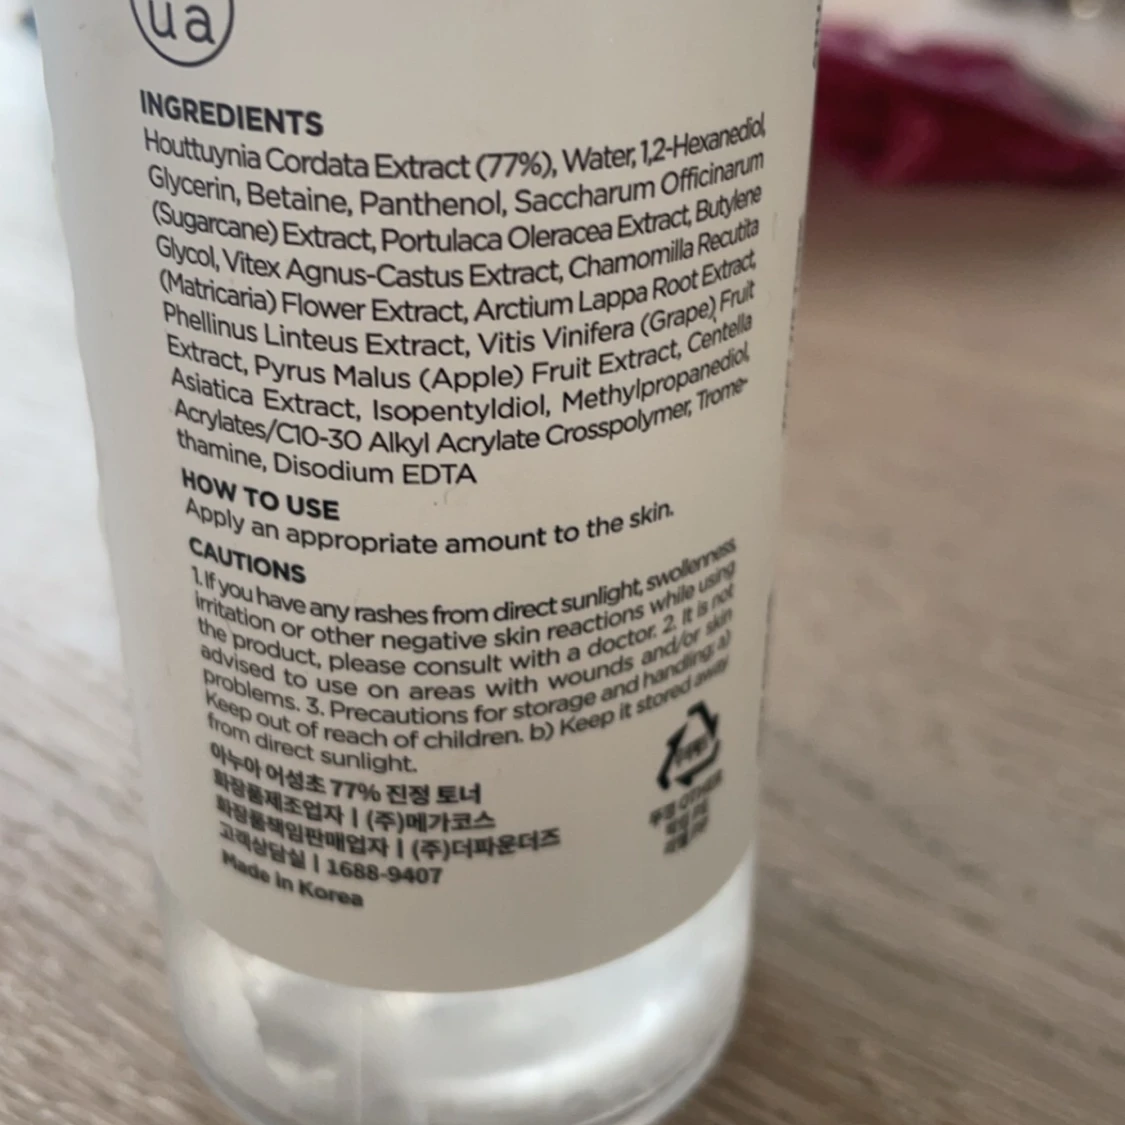 ua
INGREDIENTS
Houttuynia Cordata Extract (77%), Water, 1,2-Hexanediol,
Glycerin, Betaine, Panthenol, Saccharum Officinarum
(Sugarcane) Extract, Portulaca Oleracea Extract, Butylene
Glycol, Vitex Agnus-Castus Extract, Chamomilla Recutita
(Matricaria) Flower Extract, Arctium Lappa Root Extract,
Phellinus Linteus Extract, Vitis Vinifera (Grape) Fruit
Extract, Pyrus Malus (Apple) Fruit Extract, Centella
Asiatica Extract, Isopentyldiol, Methylpropanediol,
Acrylates/C10-30 Alkyl Acrylate Crosspolymer, Trome-
thamine, Disodium EDTA
HOW TO USE
Apply an appropriate amount to the skin.
CAUTIONS
1. If you have any rashes from direct sunlight, swollenness
irritation or other negative skin reactions while using
the product, please consult with a doctor. 2. It is not
advised to use on areas with wounds and/or skin
problems. 3. Precautions for storage and handling: a)
Keep out of reach of children. b) Keep it stored away
from direct sunlight.
아누아 어성초 77% 진정 토너
화장품제조업자 | (주)메가코스
화장품책임판매업자 | (주)더파운더즈
고객상담실 | 1688-9407
Made in Korea
OTHER